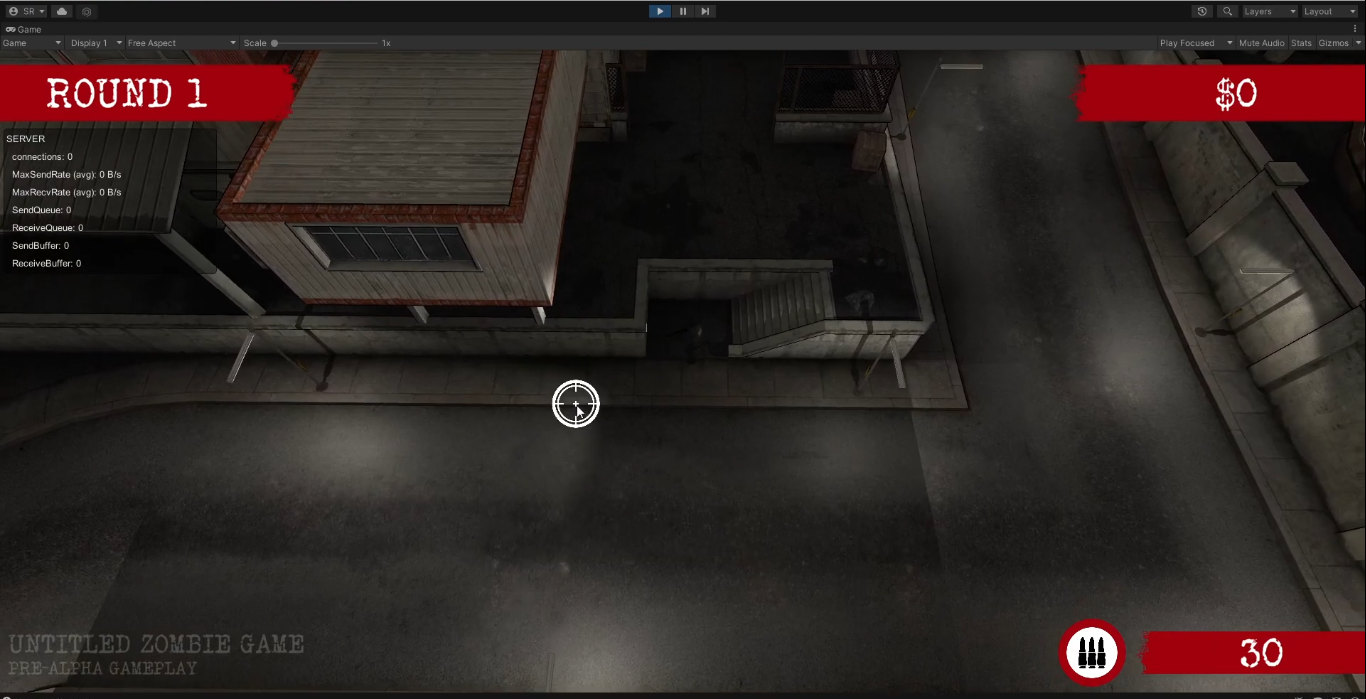 SR
Layers
Layout
Game
Game
Display 1
Free Aspect
Scale
1x
Play Focused
Mute Audio
Stats
Gizmos
ROUND 1
$0
SERVER
connections: 0
MaxSendRate (avg): 0 B/s
MaxRecvRate (avg): 0 B/s
SendQueue: 0
ReceiveQueue: 0
SendBuffer: 0
ReceiveBuffer: 0
UNTITLED ZOMBIE GAME
PRE-ALPHA GAMEPLAY
30